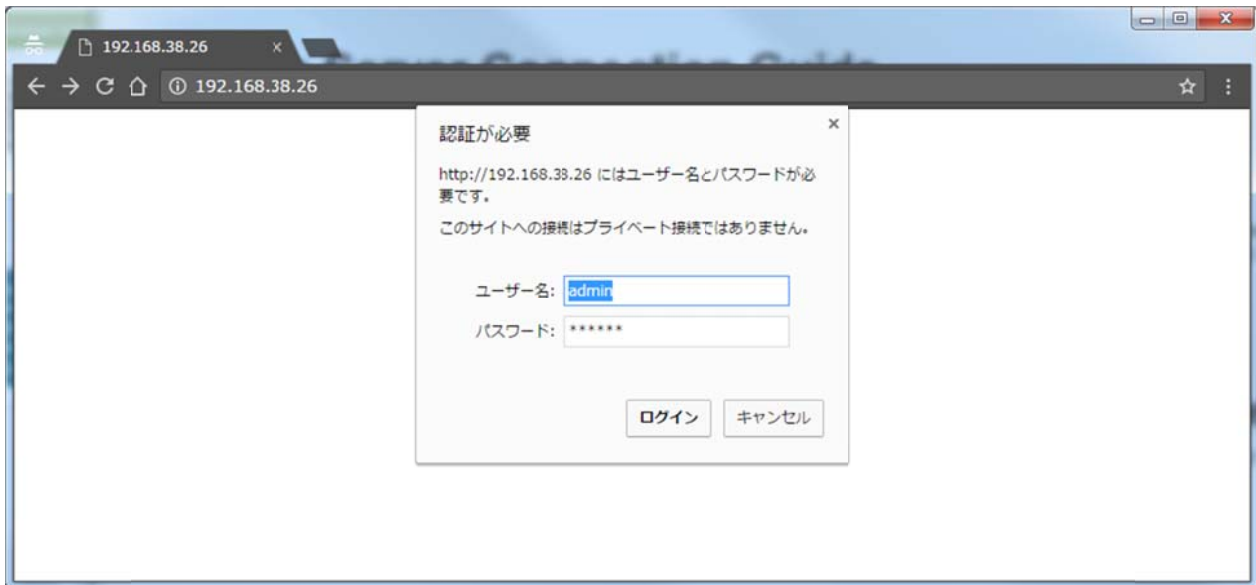 Server Connection Guide
192.168.38.26
192.168.38.26
認証が必要
http://192.168.38.26 にはユーザー名とパスワードが必
要です。
このサイトへの接続はプライベート接続ではありません。
ユーザー名: admin
パスワード: ******
ログイン キャンセル